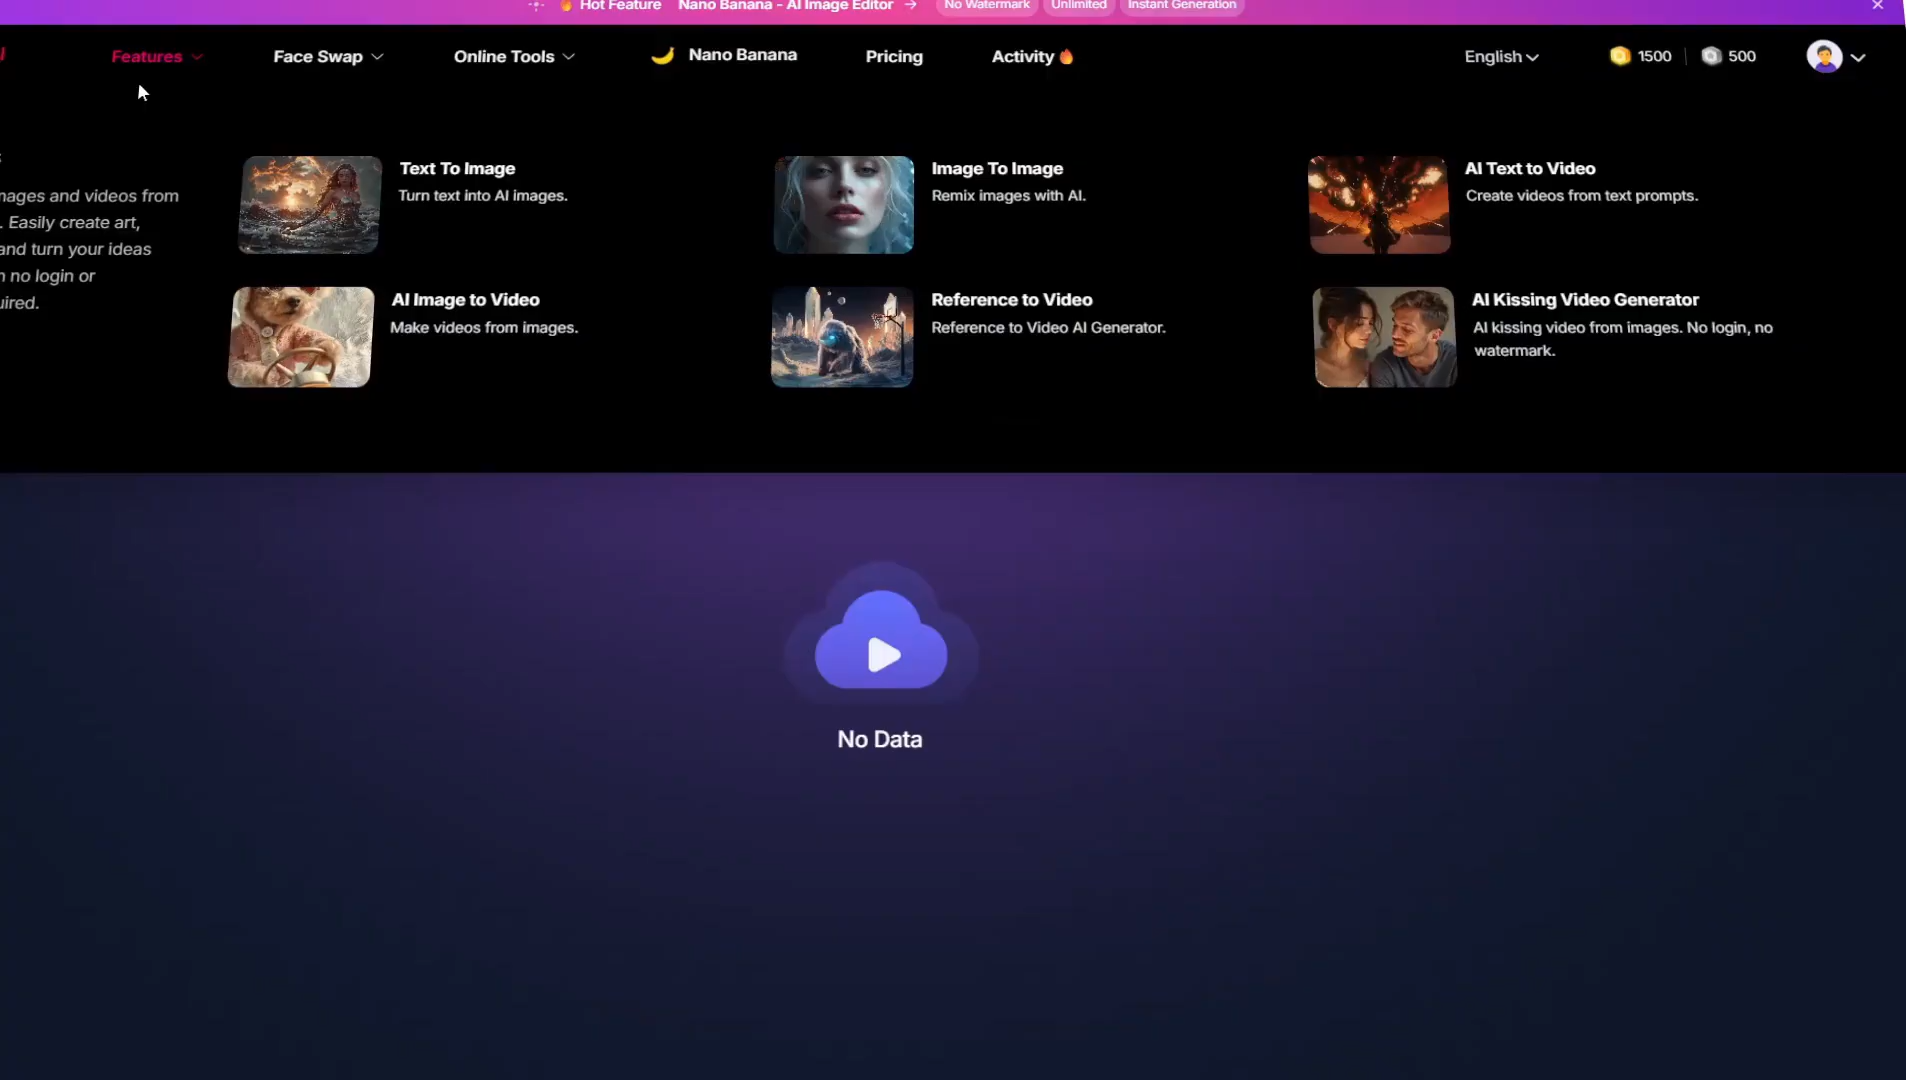 Hot Feature Nano Banana - AI Image Editor → No Watermark Unlimited Instant Generation
Features Face Swap Online Tools Nano Banana Pricing Activity English 1500 500
Text To Image
Turn text into AI images.
Image To Image
Remix images with AI.
AI Text to Video
Create videos from text prompts.
mages and videos from
. Easily create art,
and turn your ideas
n no login or
uired.
AI Image to Video
Make videos from images.
Reference to Video
Reference to Video AI Generator.
AI Kissing Video Generator
AI kissing video from images. No login, no
watermark.
No Data